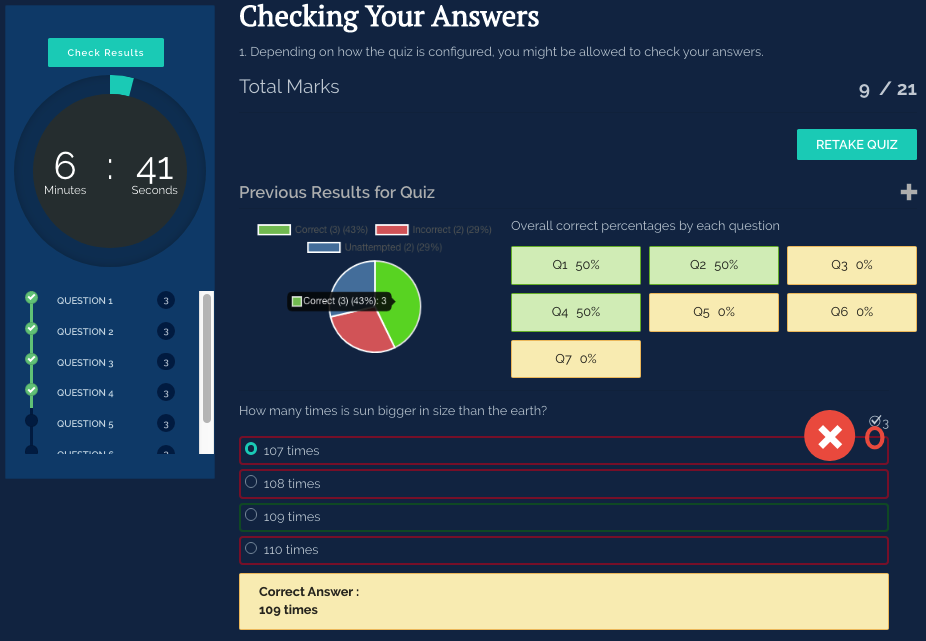 Check Results
6 : 41
Minutes Seconds
QUESTION 1 3
QUESTION 2 3
QUESTION 3 3
QUESTION 4 3
QUESTION 5 3
Checking Your Answers
1. Depending on how the quiz is configured, you might be allowed to check your answers.
Total Marks 9 / 21
RETAKE QUIZ
Previous Results for Quiz
Correct (3) (43%) Incorrect (2) (29%)
Unattempted (2) (29%)
Correct (3) (43%): 3
Overall correct percentages by each question
Q1 50% Q2 50% Q3 0%
Q4 50% Q5 0% Q6 0%
Q7 0%
How many times is sun bigger in size than the earth?
3
0
107 times
108 times
109 times
110 times
Correct Answer :
109 times